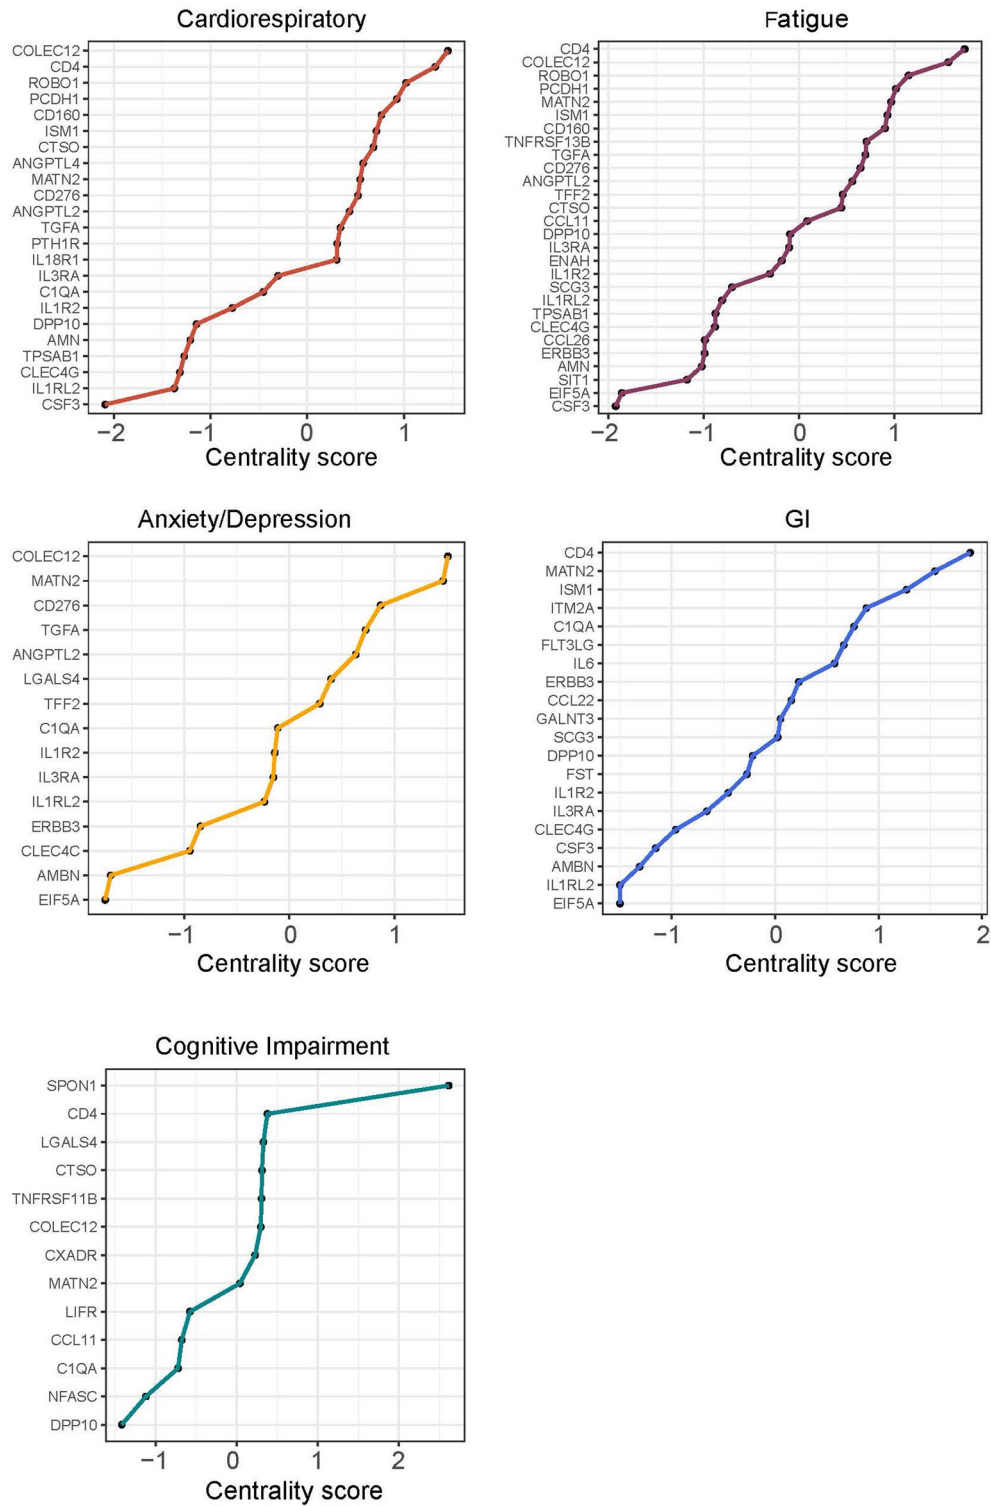 Cardiorespiratory
COLEC12
CD4
ROBO1
PCDH1
CD160
ISM1
CTSO
ANGPTL4
MATN2
CD276
ANGPTL2
TGFA
PTH1R
IL18R1
IL3RA
C1QA
IL1R2
DPP10
AMN
TPSAB1
CLEC4G
IL1RL2
CSF3
−2 −1 0 1
Centrality score
Fatigue
CD4
COLEC12
ROBO1
PCDH1
MATN2
ISM1
CD160
TNFRSF13B
TGFA
CD276
ANGPTL2
TFF2
CTSO
CCL11
DPP10
IL3RA
ENAH
IL1R2
SCG3
IL1RL2
TPSAB1
CLEC4G
CCL26
ERBB3
AMN
SIT1
EIF5A
CSF3
−2 −1 0 1
Centrality score
Anxiety/Depression
COLEC12
MATN2
CD276
TGFA
ANGPTL2
LGALS4
TFF2
C1QA
IL1R2
IL3RA
IL1RL2
ERBB3
CLEC4C
AMBN
EIF5A
−1 0 1
Centrality score
GI
CD4
MATN2
ISM1
ITM2A
C1QA
FLT3LG
IL6
ERBB3
CCL22
GALNT3
SCG3
DPP10
FST
IL1R2
IL3RA
CLEC4G
CSF3
AMBN
IL1RL2
EIF5A
−1 0 1 2
Centrality score
Cognitive Impairment
SPON1
CD4
LGALS4
CTSO
TNFRSF11B
COLEC12
CXADR
MATN2
LIFR
CCL11
C1QA
NFASC
DPP10
−1 0 1 2
Centrality score